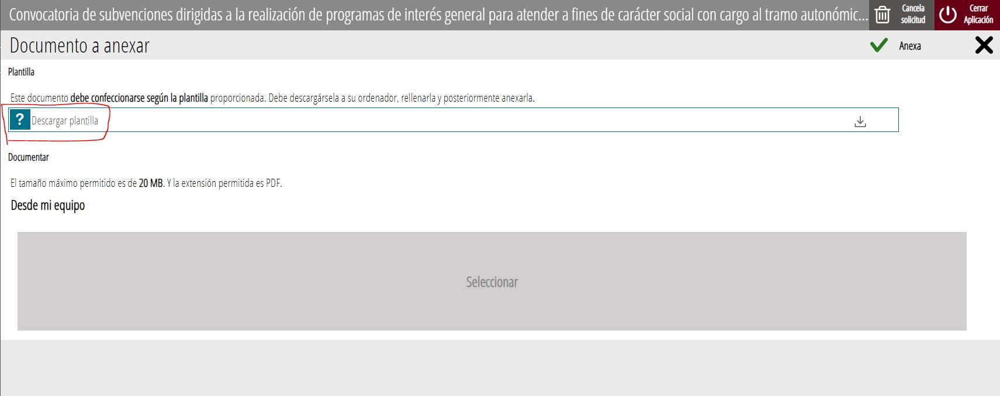 Convocatoria de subvenciones dirigidas a la realización de programas de interés general para atender a fines de carácter social con cargo al tramo autonómic...
Cancela
solicitud
Cerrar
Aplicación
Documento a anexar
Anexa
Plantilla
Este documento debe confeccionarse según la plantilla proporcionada. Debe descargársela a su ordenador, rellenarla y posteriormente anexarla.
? Descargar plantilla
Documentar
El tamaño máximo permitido es de 20 MB. Y la extensión permitida es PDF.
Desde mi equipo
Seleccionar